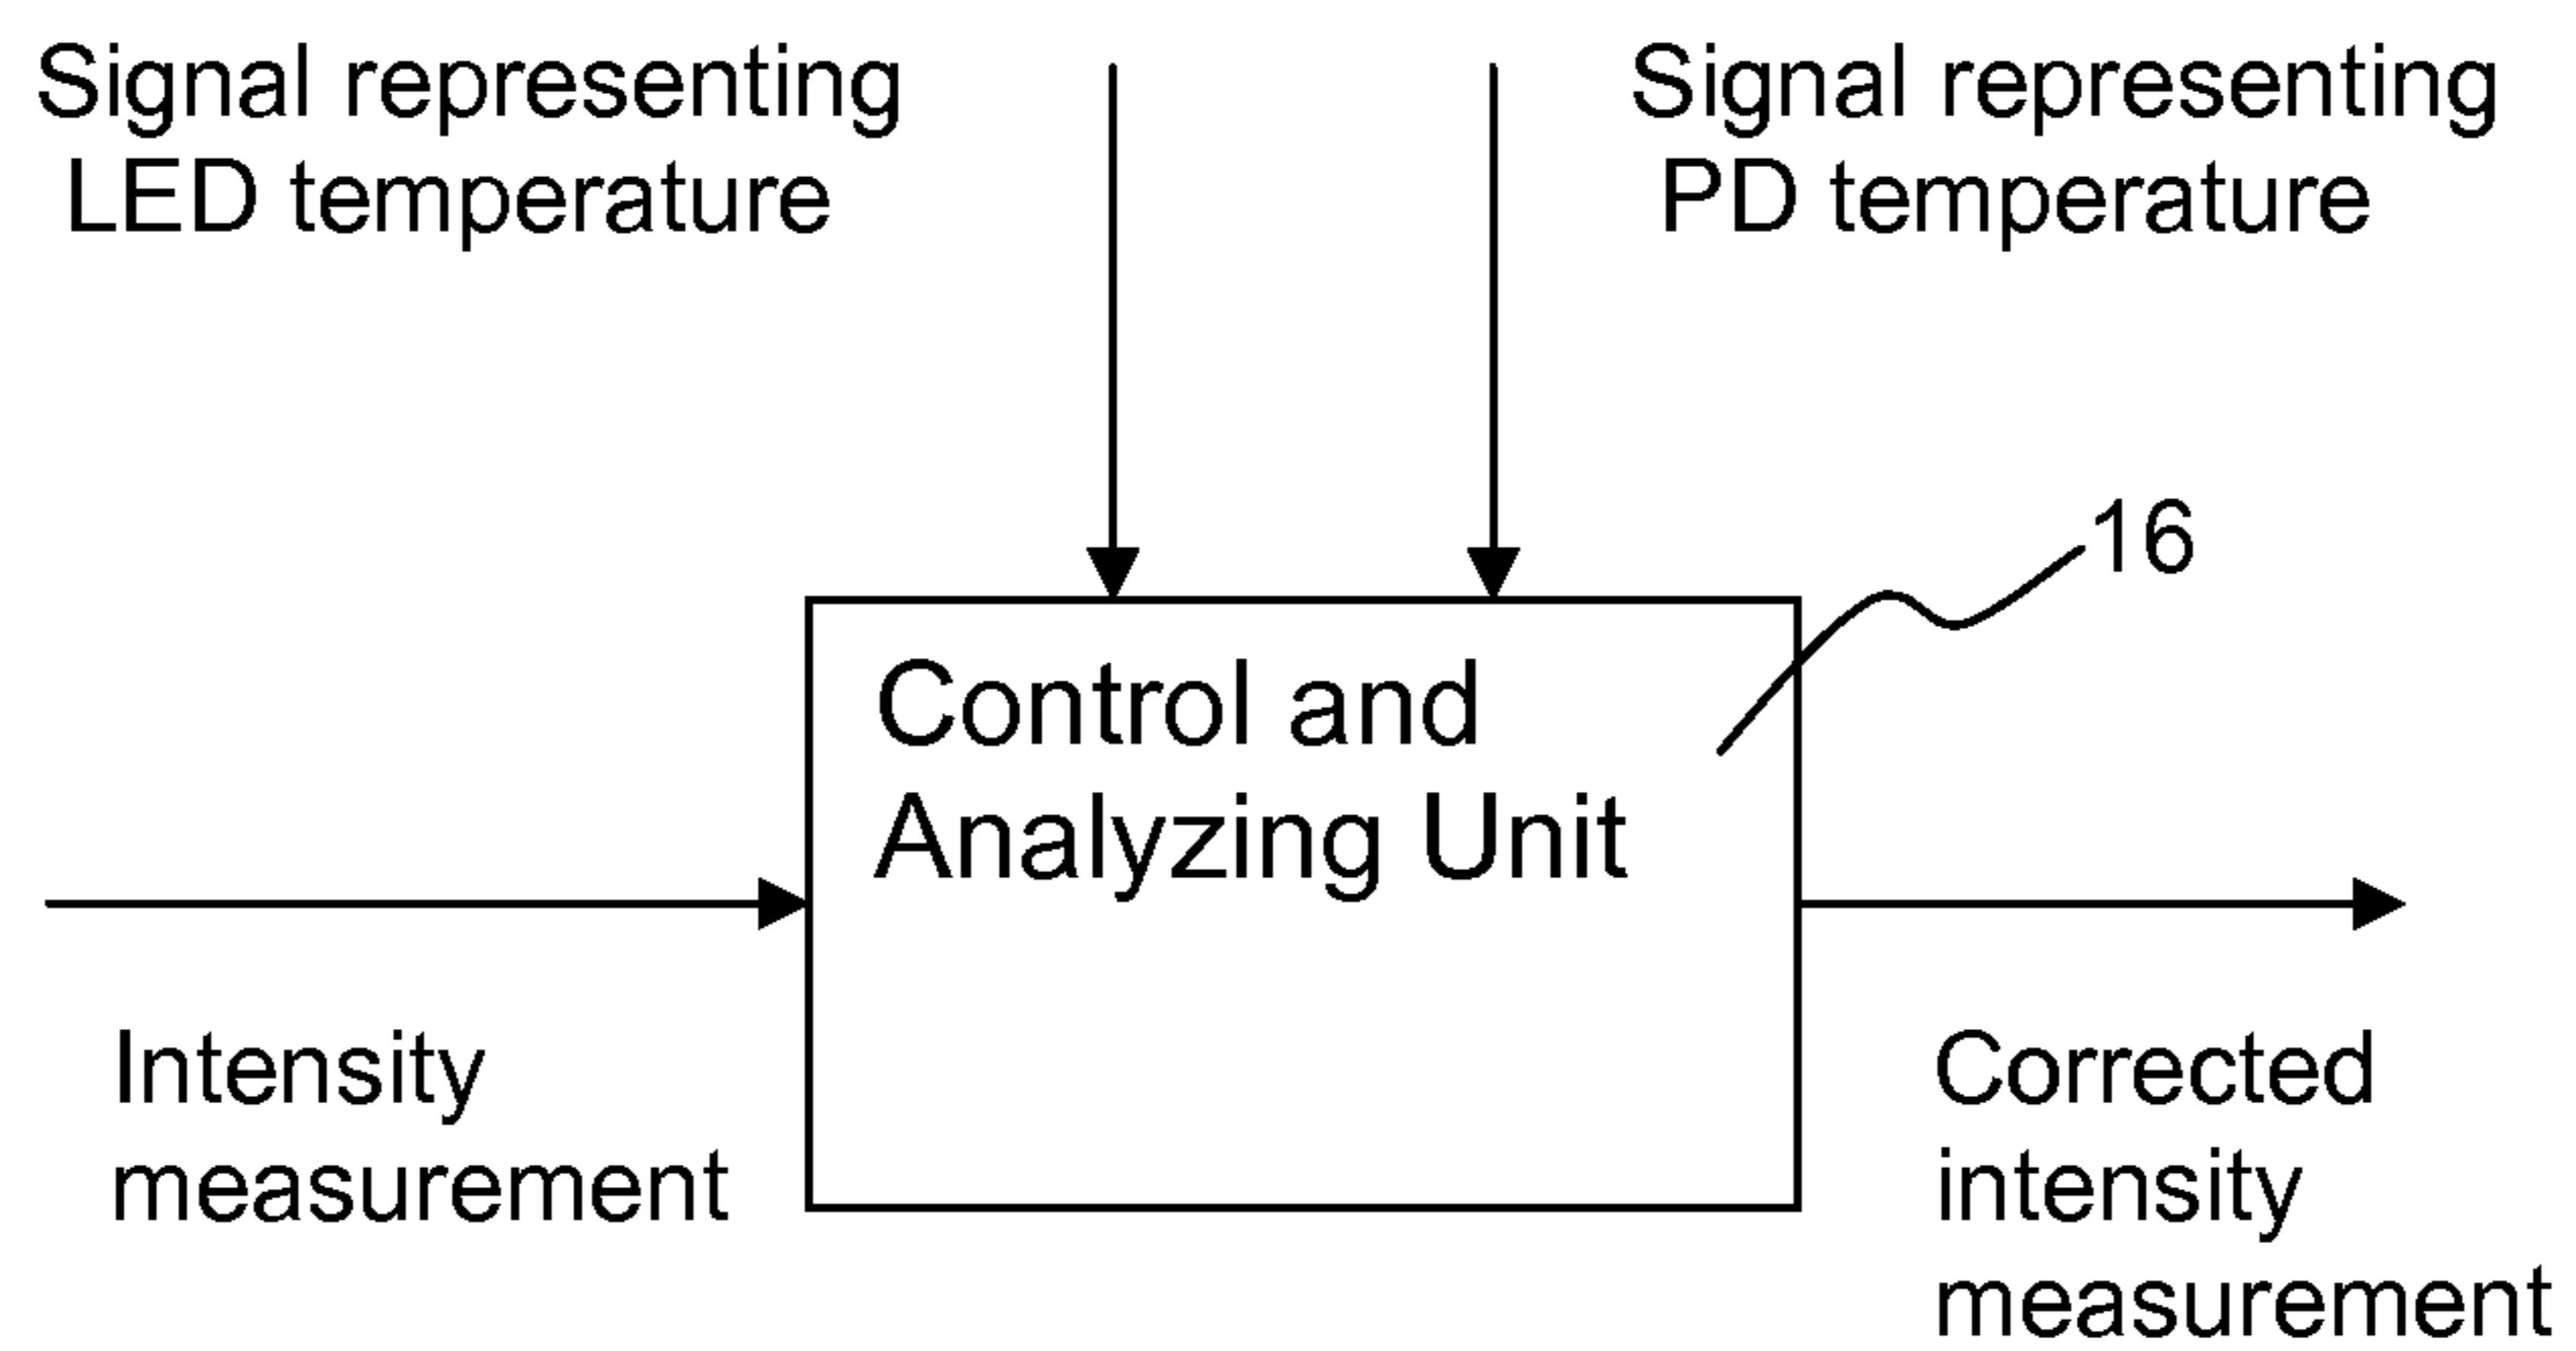 Signal representing
LED temperature
Signal representing
PD temperature
16
Control and
Analyzing Unit
Intensity
measurement
Corrected
intensity
measurement